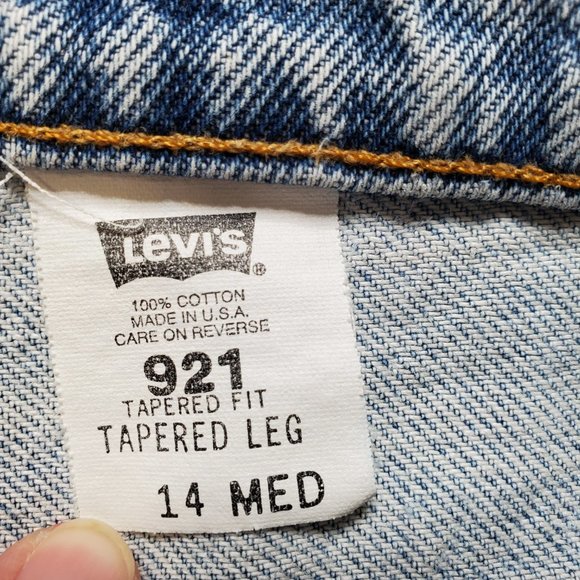 Levi's®
100% COTTON
MADE IN U.S.A.
CARE ON REVERSE
921
TAPERED FIT
TAPERED LEG
14 MED